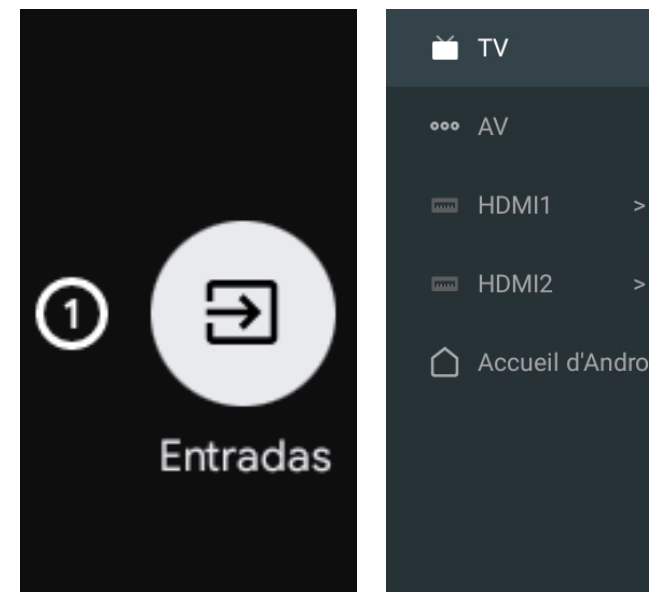 1
Entradas
TV
AV
HDMI1 >
HDMI2 >
Accueil d'Andro